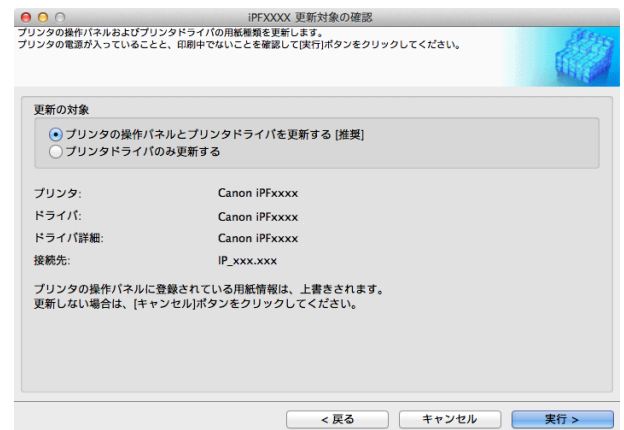 iPFXXXX 更新対象の確認
プリンタの操作パネルおよびプリンタドライバの用紙種類を更新します。
プリンタの電源が入っていることと、印刷中でないことを確認して[実行]ボタンをクリックしてください。
更新の対象
プリンタの操作パネルとプリンタドライバを更新する [推奨]
プリンタドライバのみ更新する
プリンタ: Canon iPFxxxx
ドライバ: Canon iPFxxxx
ドライバ詳細: Canon iPFxxxx
接続先: IP_xxx.xxx
プリンタの操作パネルに登録されている用紙情報は、上書きされます。
更新しない場合は、[キャンセル]ボタンをクリックしてください。
< 戻る キャンセル 実行 >